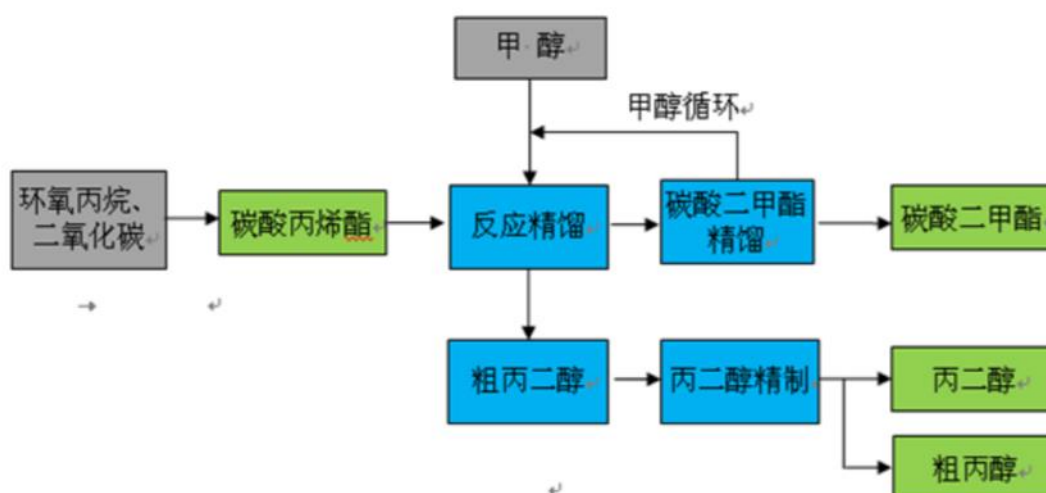 甲 醇
甲醇循环
环氧丙烷、
二氧化碳
碳酸丙烯酯
反应精馏
碳酸二甲酯
精馏
碳酸二甲酯
粗丙二醇
丙二醇精制
丙二醇
粗丙醇